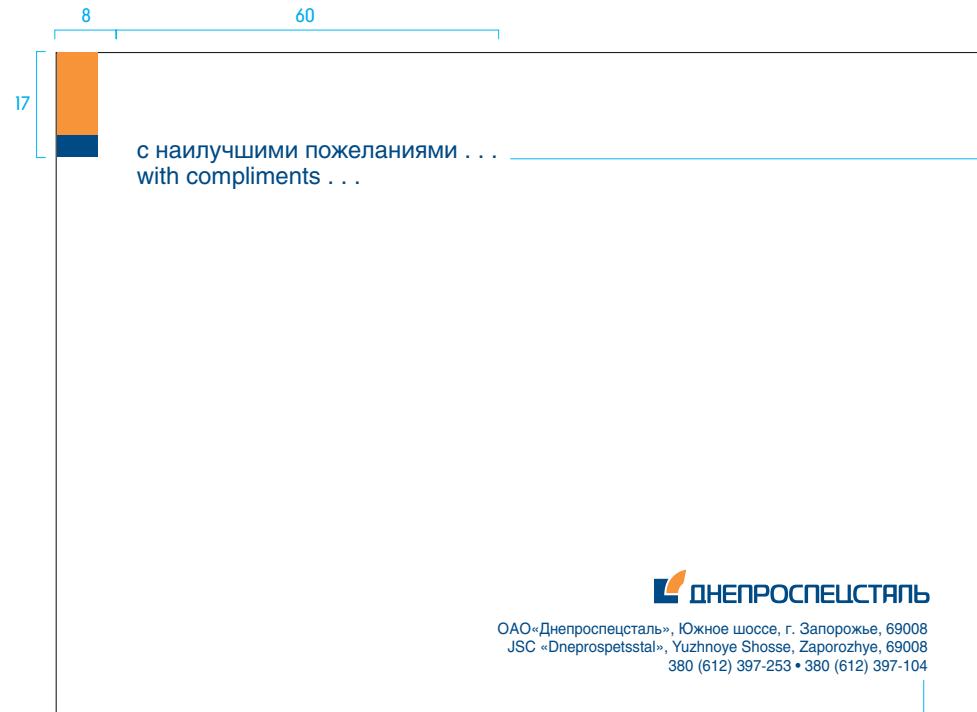 8
60
17
с наилучшими пожеланиями . . .
with compliments . . .
ДНЕПРОСПЕЦСТАЛЬ
ОАО«Днепроспецсталь», Южное шоссе, г. Запорожье, 69008
JSC «Dneprospetsstal», Yuzhnoye Shosse, Zaporozhye, 69008
380 (612) 397-253 • 380 (612) 397-104